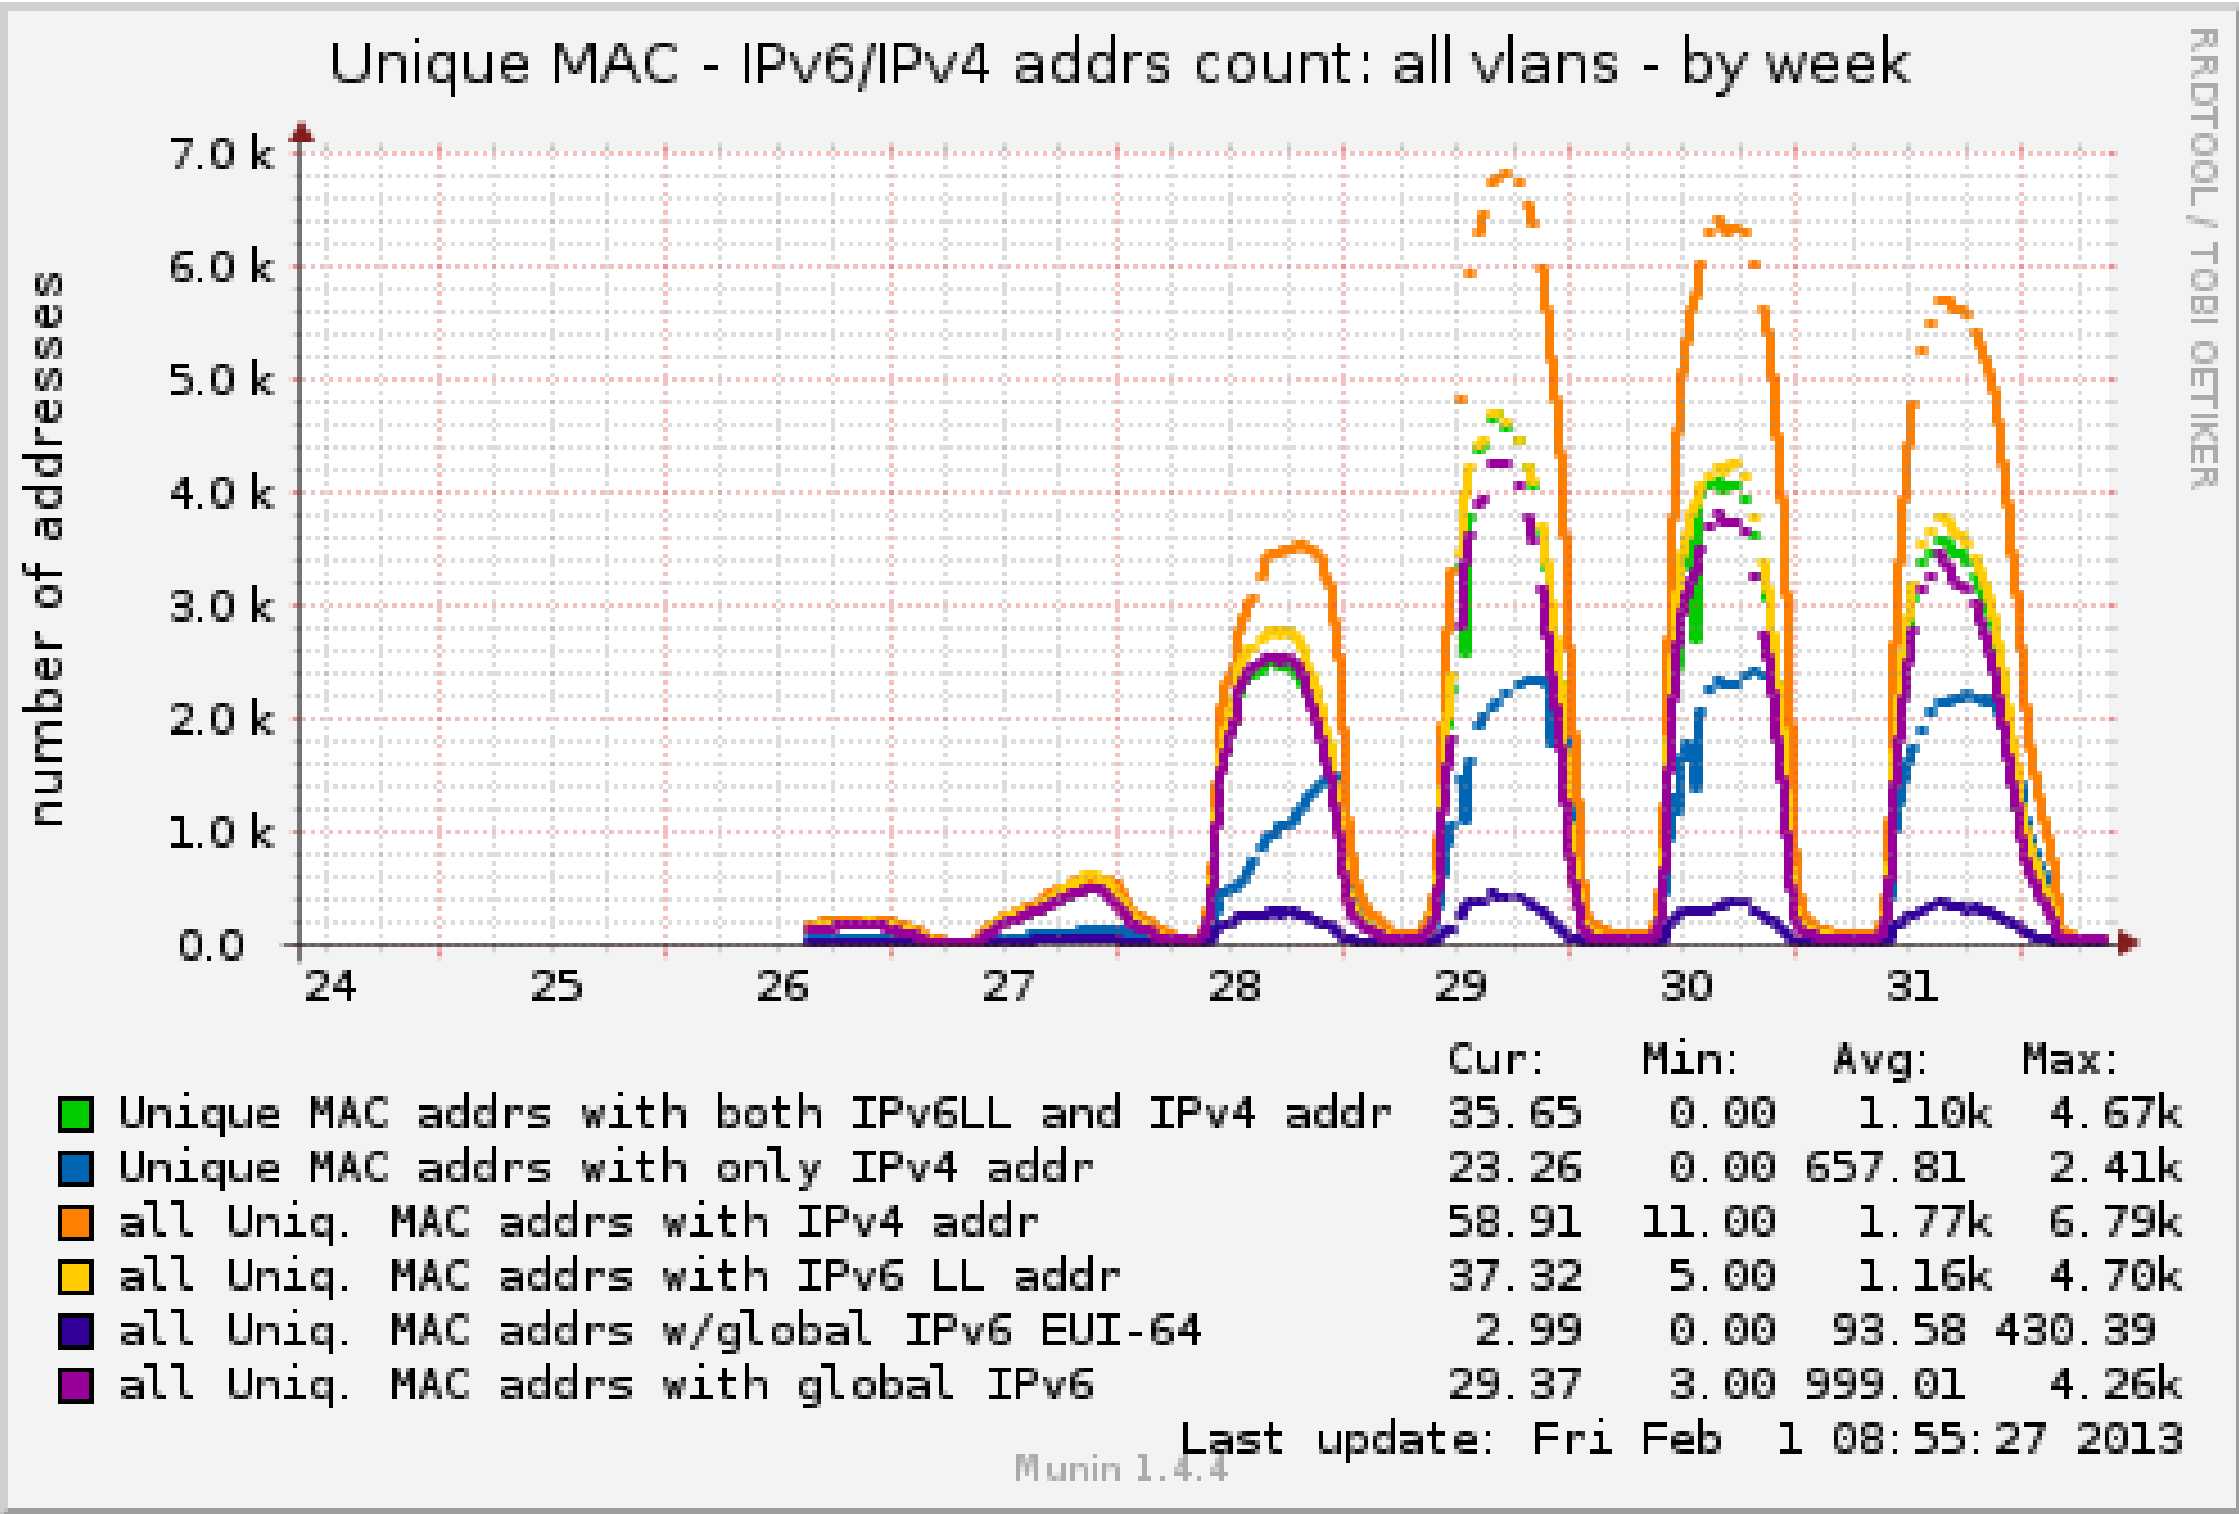 Unique MAC - IPv6/IPv4 addrs count: all vlans - by week
RRDTOOL / TOBI OETIKER
number of addresses
7.0 k
6.0 k
5.0 k
4.0 k
3.0 k
2.0 k
1.0 k
0.0
24 25 26 27 28 29 30 31
Cur: Min: Avg: Max:
Unique MAC addrs with both IPv6LL and IPv4 addr 35.65 0.00 1.10k 4.67k
Unique MAC addrs with only IPv4 addr 23.26 0.00 657.81 2.41k
all Uniq. MAC addrs with IPv4 addr 58.91 11.00 1.77k 6.79k
all Uniq. MAC addrs with IPv6 LL addr 37.32 5.00 1.16k 4.70k
all Uniq. MAC addrs w/global IPv6 EUI-64 2.99 0.00 93.58 430.39
all Uniq. MAC addrs with global IPv6 29.37 3.00 999.01 4.26k
Last update: Fri Feb 1 08:55:27 2013
Munin 1.4.4